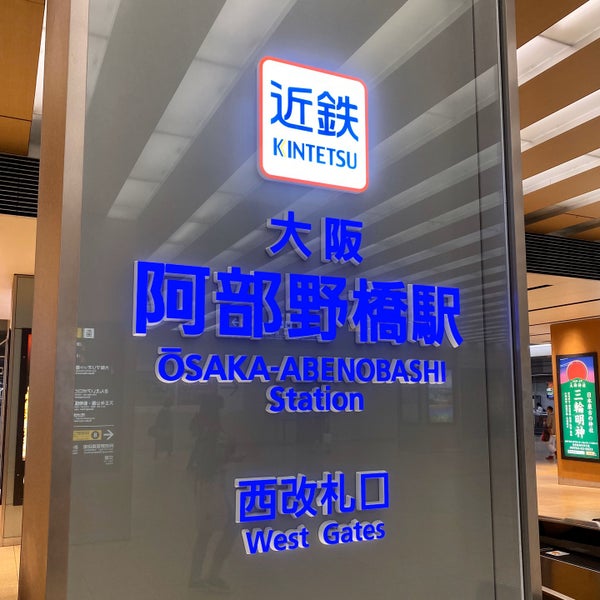 近鉄
KINTETSU
大阪
阿部野橋駅
ŌSAKA-ABENOBASHI
Station
西改札口
West Gates
三輪明神